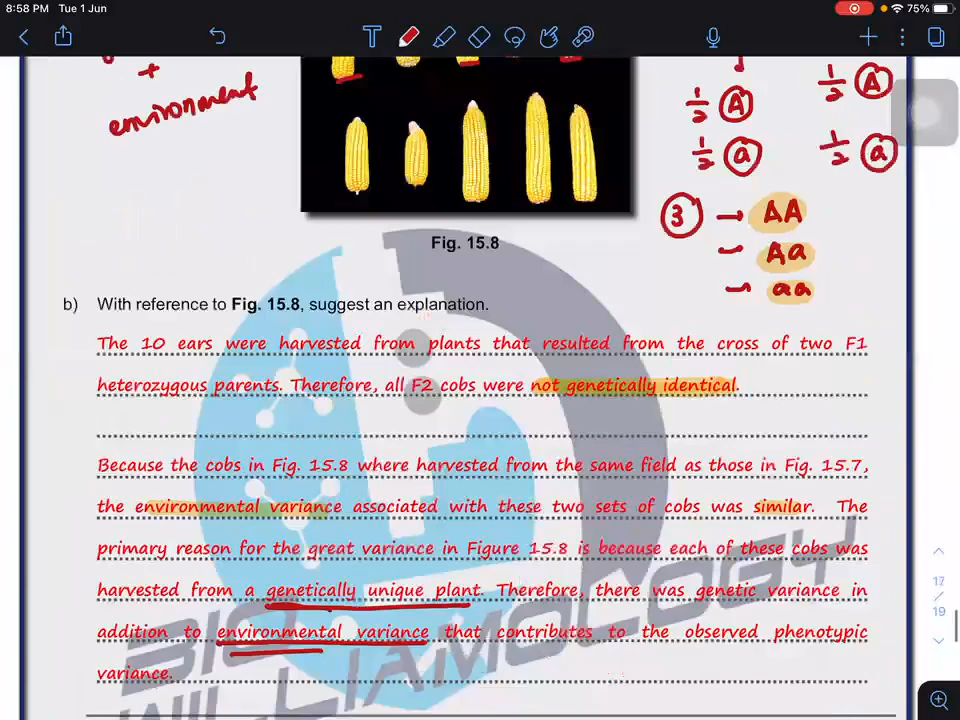 8:58 PM Tue 1 Jun
75%
+
environment
1/2 A 1/2 A
1/2 a 1/2 a
3 → AA
Aa
aa
Fig. 15.8
b) With reference to Fig. 15.8, suggest an explanation.
The 10 ears were harvested from plants that resulted from the cross of two F1
heterozygous parents. Therefore, all F2 cobs were not genetically identical.
Because the cobs in Fig. 15.8 where harvested from the same field as those in Fig. 15.7,
the environmental variance associated with these two sets of cobs was similar. The
primary reason for the great variance in Figure 15.8 is because each of these cobs was
harvested from a genetically unique plant. Therefore, there was genetic variance in
addition to environmental variance that contributes to the observed phenotypic
variance.
BIO
WILLIAMOLOGY
17
/
19